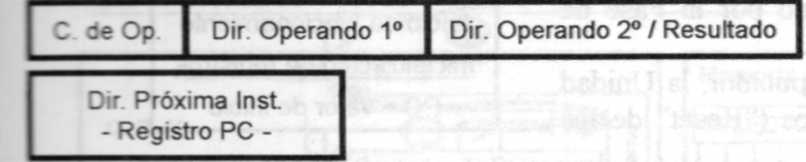 C. de Op. Dir. Operando 1º Dir. Operando 2º / Resultado
Dir. Próxima Inst.
- Registro PC -